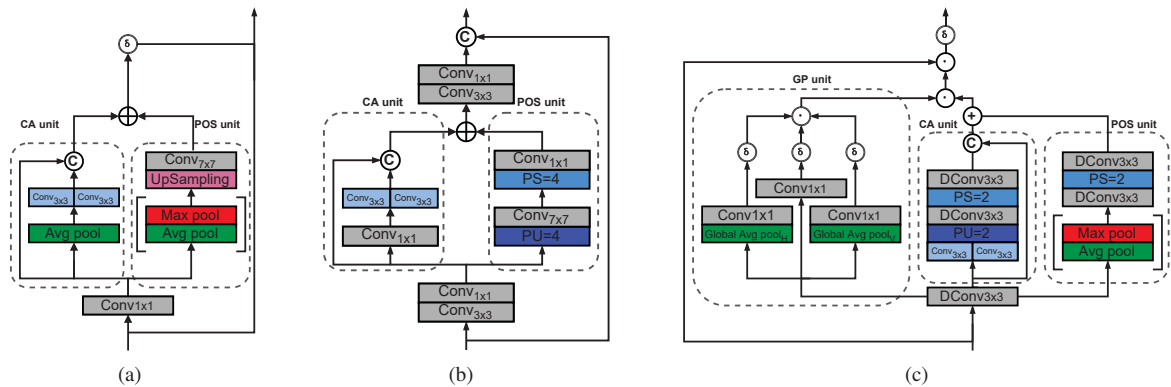 δ
CA unit
POS unit
C
Conv7x7
UpSampling
Conv3x3 Conv3x3
Max pool
Avg pool
Avg pool
Conv1x1
(a)
C
Conv1x1
Conv3x3
CA unit
POS unit
C
Conv1x1
PS=4
Conv3x3 Conv3x3
Conv7x7
PU=4
Conv1x1
Conv1x1
Conv3x3
(b)
δ
GP unit
CA unit
POS unit
C
δ δ δ
Conv1x1
Conv1x1
Global Avg poolH
Conv1x1
Global Avg poolV
DConv3x3
PS=2
DConv3x3
PU=2
Conv3x3 Conv3x3
DConv3x3
PS=2
DConv3x3
Max pool
Avg pool
DConv3x3
(c)